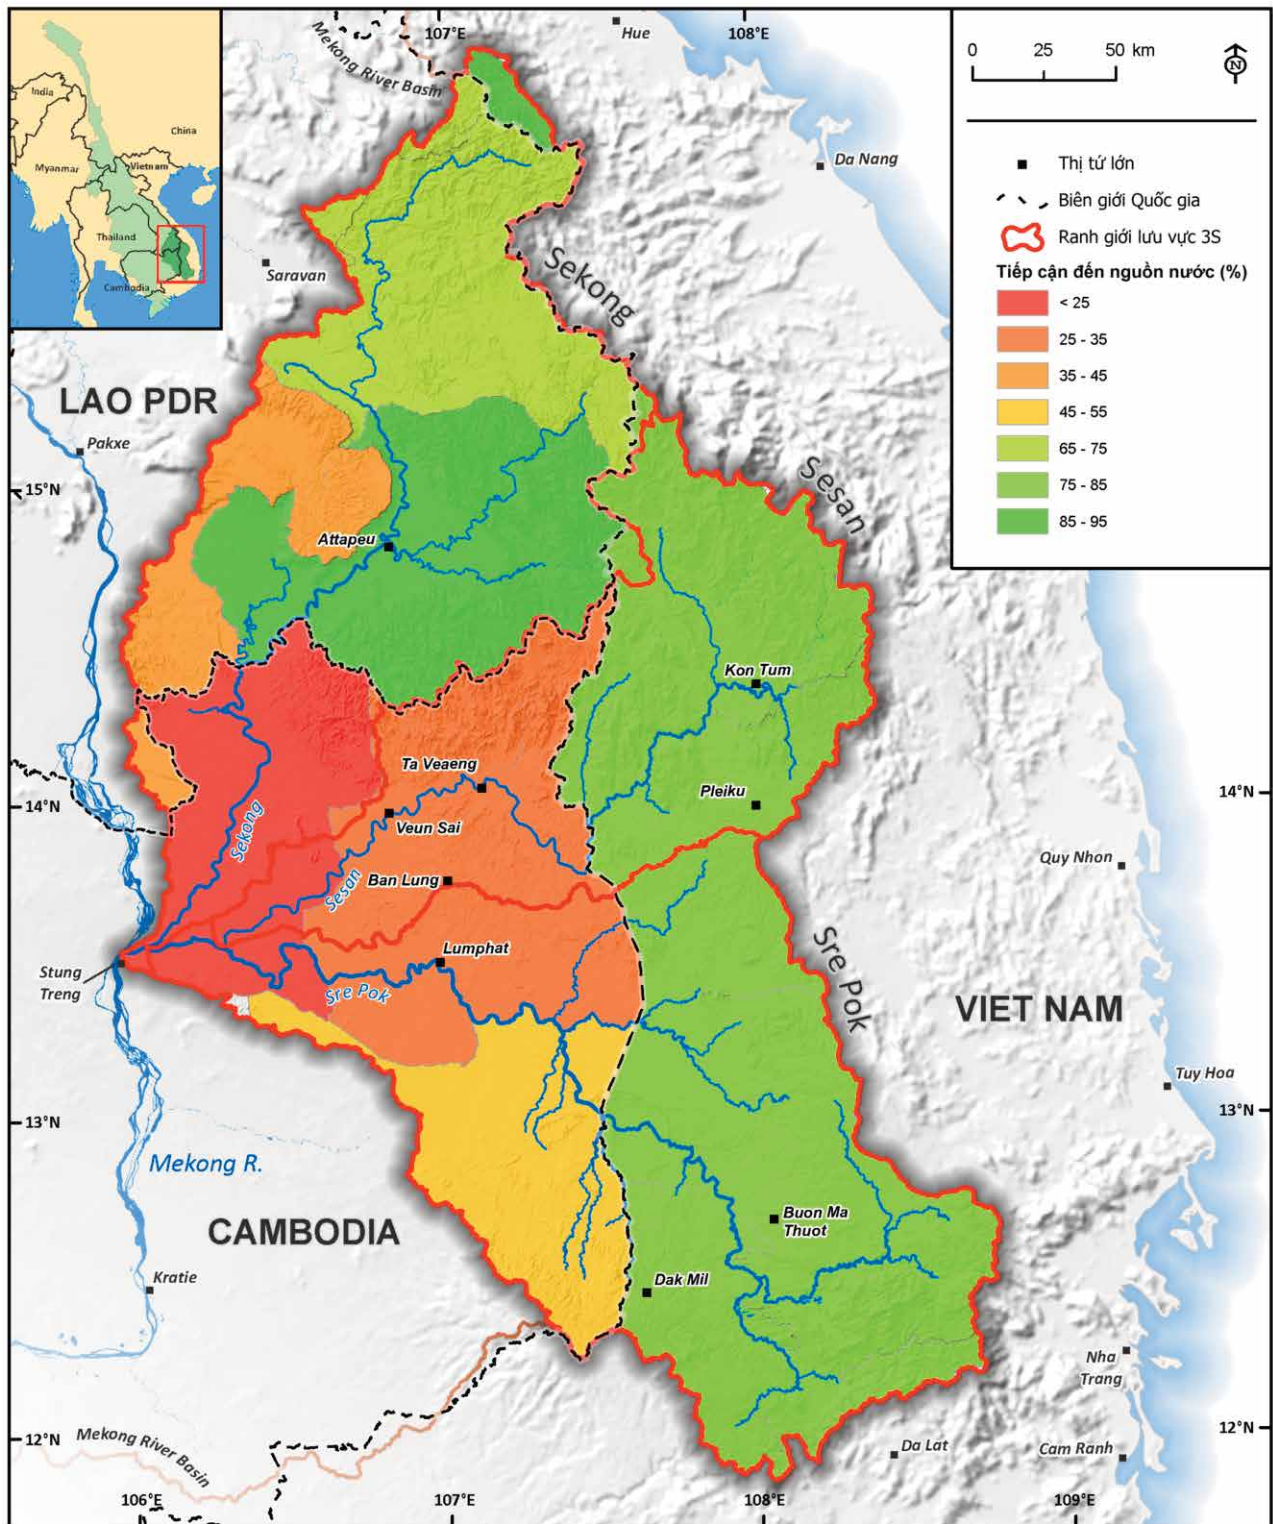 107°E
108°E
Hue
Mekong River Basin
India
China
Myanmar
Vietnam
Thailand
Cambodia
0 25 50 km
N
Thị tứ lớn
Biên giới Quốc gia
Ranh giới lưu vực 3S
Tiếp cận đến nguồn nước (%)
< 25
25 - 35
35 - 45
45 - 55
65 - 75
75 - 85
85 - 95
Da Nang
Saravan
Sekong
LAO PDR
Pakxe
Sesan
15°N
Attapeu
Kon Tum
Ta Veaeng
Pleiku
14°N
14°N
Veun Sai
Sekong
Quy Nhon
Ban Lung
Sesan
Lumphat
Stung
Treng
Sre Pok
Sre Pok
VIET NAM
Tuy Hoa
13°N
13°N
Mekong R.
CAMBODIA
Buon Ma
Thuot
Kratie
Dak Mil
Nha
Trang
12°N
12°N
Mekong River Basin
Da Lat
Cam Ranh
106°E
107°E
108°E
109°E